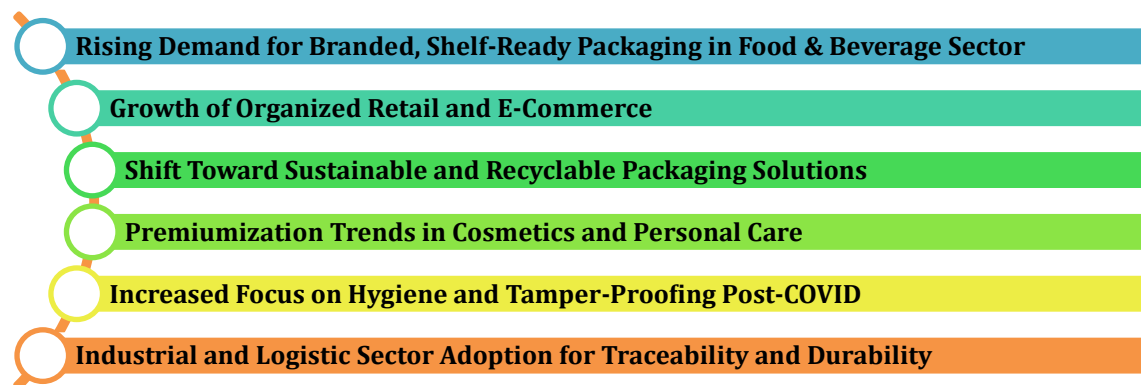 Rising Demand for Branded, Shelf-Ready Packaging in Food & Beverage Sector
Growth of Organized Retail and E-Commerce
Shift Toward Sustainable and Recyclable Packaging Solutions
Premiumization Trends in Cosmetics and Personal Care
Increased Focus on Hygiene and Tamper-Proofing Post-COVID
Industrial and Logistic Sector Adoption for Traceability and Durability